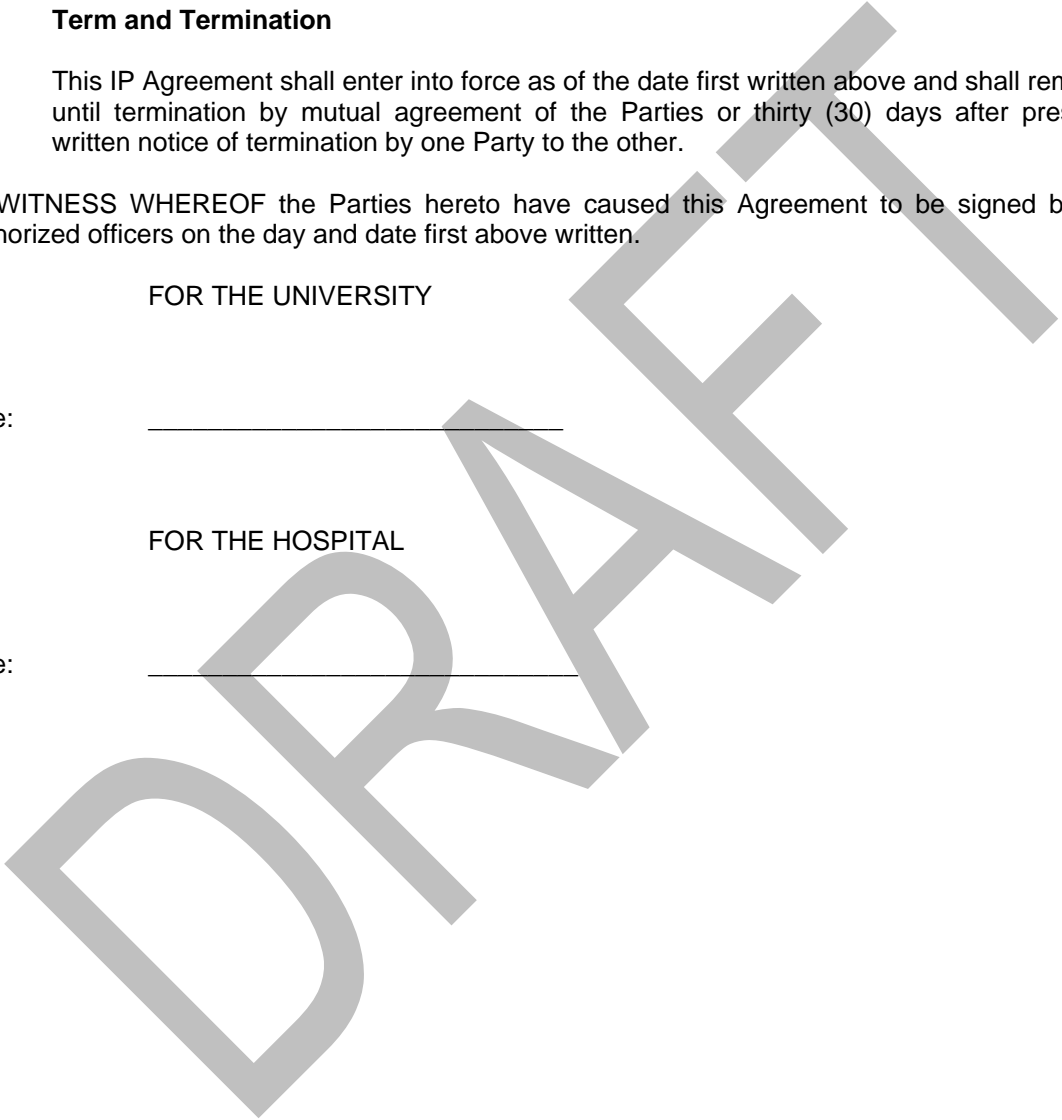 Term and Termination
This IP Agreement shall enter into force as of the date first written above and shall
until termination by mutual agreement of the Parties or thirty (30) days after
written notice of termination by one Party to the other.
WITNESS WHEREOF the Parties hereto have caused this Agreement to be signed
officers on the day and date first above written.
FOR THE UNIVERSITY
_____________________________
FOR THE HOSPITAL
______________________________
DRAFT